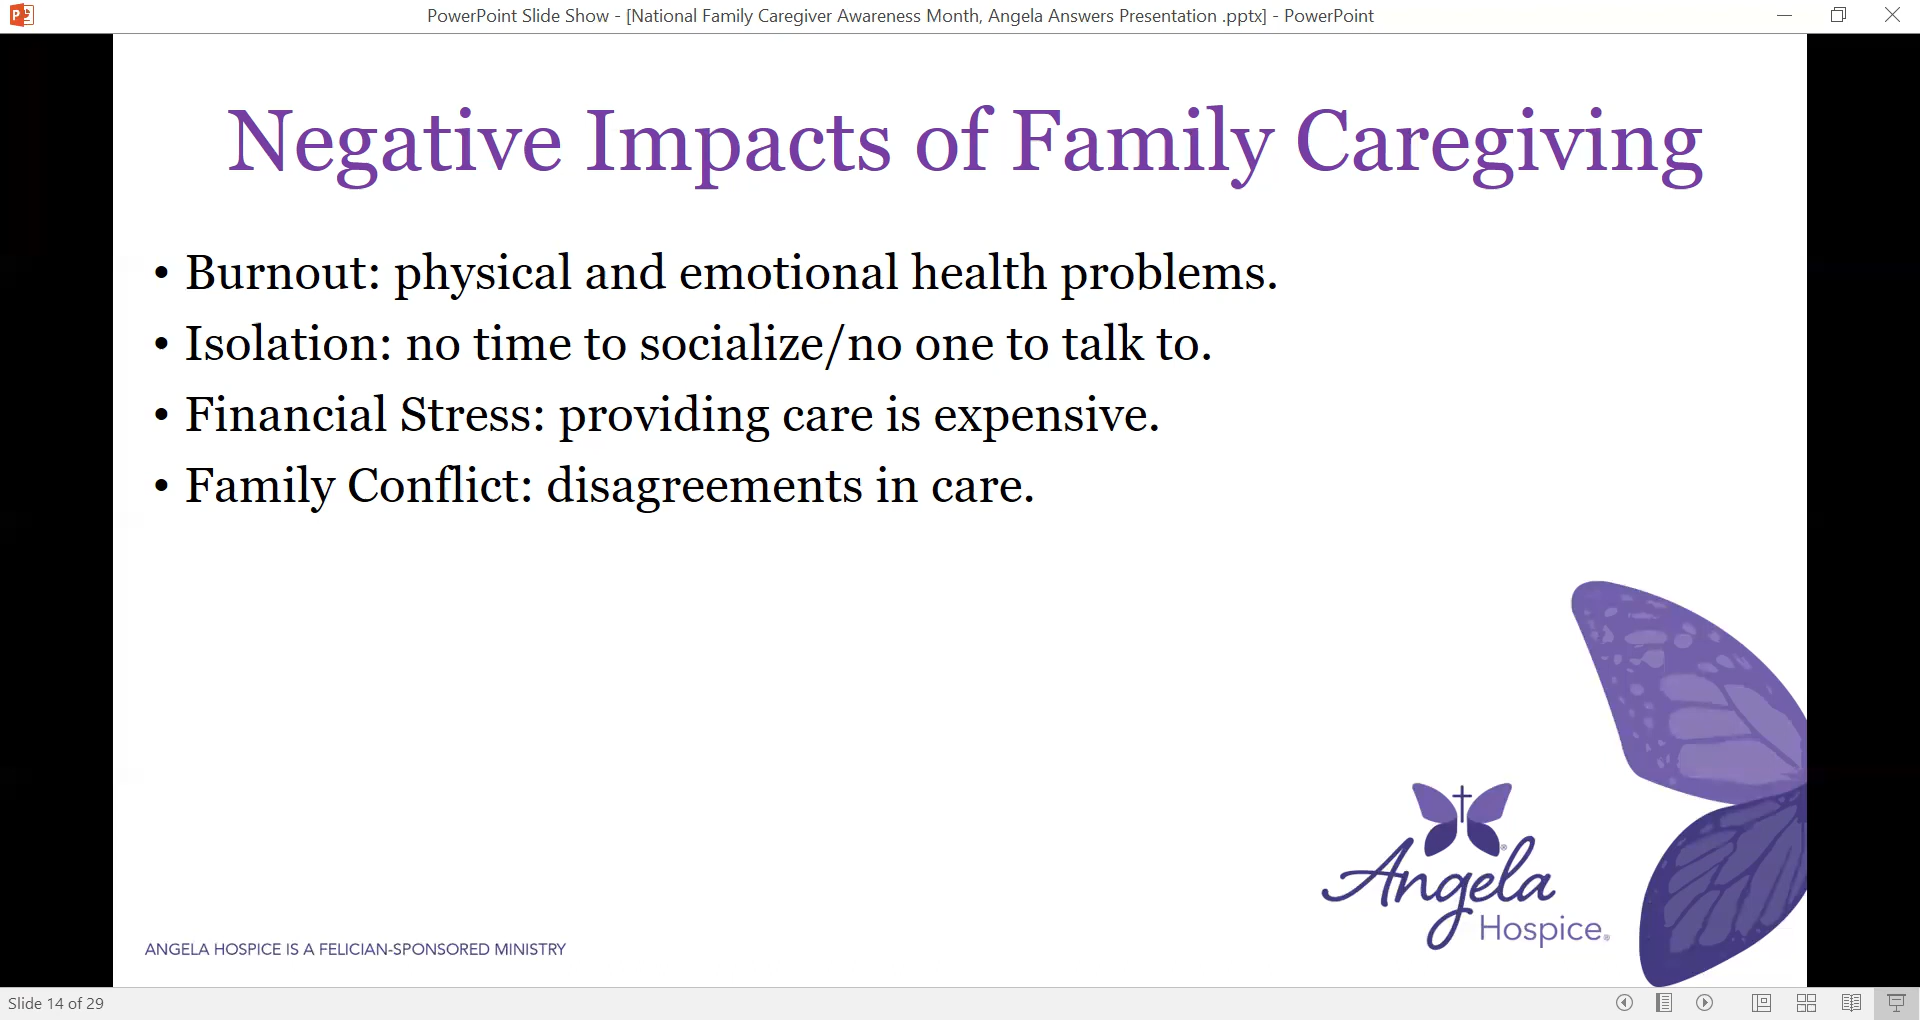 PowerPoint Slide Show - [National Family Caregiver Awareness Month, Angela Answers Presentation .pptx] - PowerPoint
Negative Impacts of Family Caregiving
• Burnout: physical and emotional health problems.
• Isolation: no time to socialize/no one to talk to.
• Financial Stress: providing care is expensive.
• Family Conflict: disagreements in care.
Angela
Hospice®
ANGELA HOSPICE IS A FELICIAN-SPONSORED MINISTRY
Slide 14 of 29